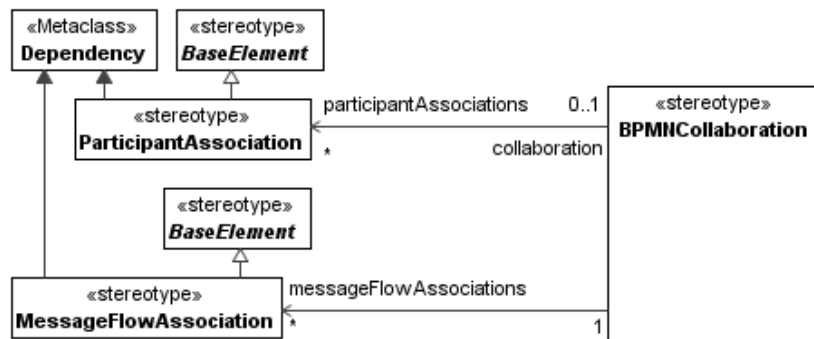 «Metaclass»
Dependency
«stereotype»
BaseElement
«stereotype»
ParticipantAssociation
participantAssociations
0..1
*
collaboration
«stereotype»
BPMNCollaboration
«stereotype»
BaseElement
«stereotype»
MessageFlowAssociation
messageFlowAssociations
*
1